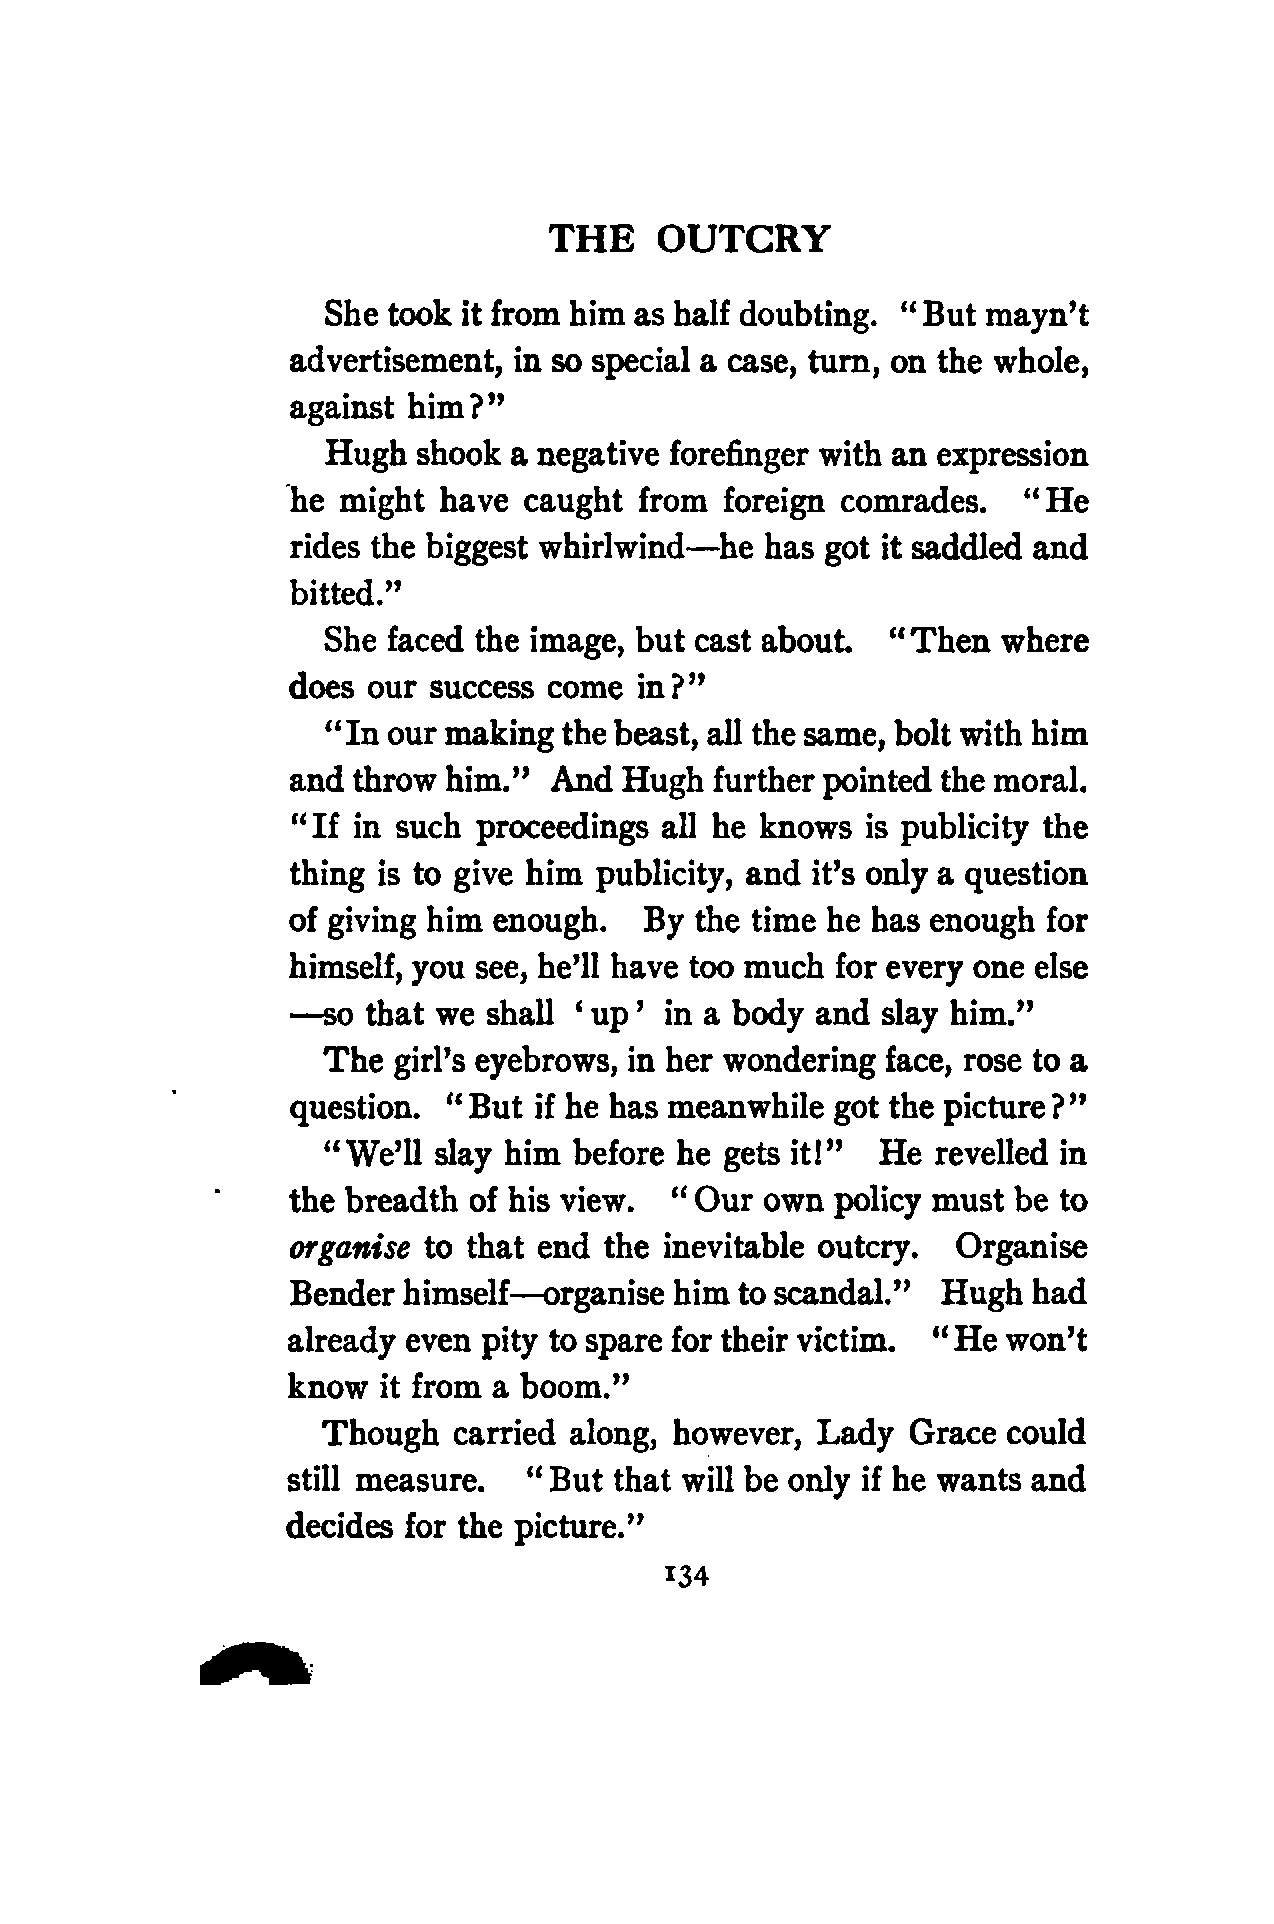 THE OUTCRY
She took it from him as half doubting. "But mayn't
advertisement, in so special a case, turn, on the whole,
against him?"
Hugh shook a negative forefinger with an expression
he might have caught from foreign comrades. "He
rides the biggest whirlwind—he has got it saddled and
bitted."
She faced the image, but cast about. "Then where
does our success come in?"
"In our making the beast, all the same, bolt with him
and throw him." And Hugh further pointed the moral.
"If in such proceedings all he knows is publicity the
thing is to give him publicity, and it's only a question
of giving him enough. By the time he has enough for
himself, you see, he'll have too much for every one else
—so that we shall 'up' in a body and slay him."
The girl's eyebrows, in her wondering face, rose to a
question. "But if he has meanwhile got the picture?"
"We'll slay him before he gets it!" He revelled in
the breadth of his view. "Our own policy must be to
organise to that end the inevitable outcry. Organise
Bender himself—organise him to scandal." Hugh had
already even pity to spare for their victim. "He won't
know it from a boom."
Though carried along, however, Lady Grace could
still measure. "But that will be only if he wants and
decides for the picture."
134